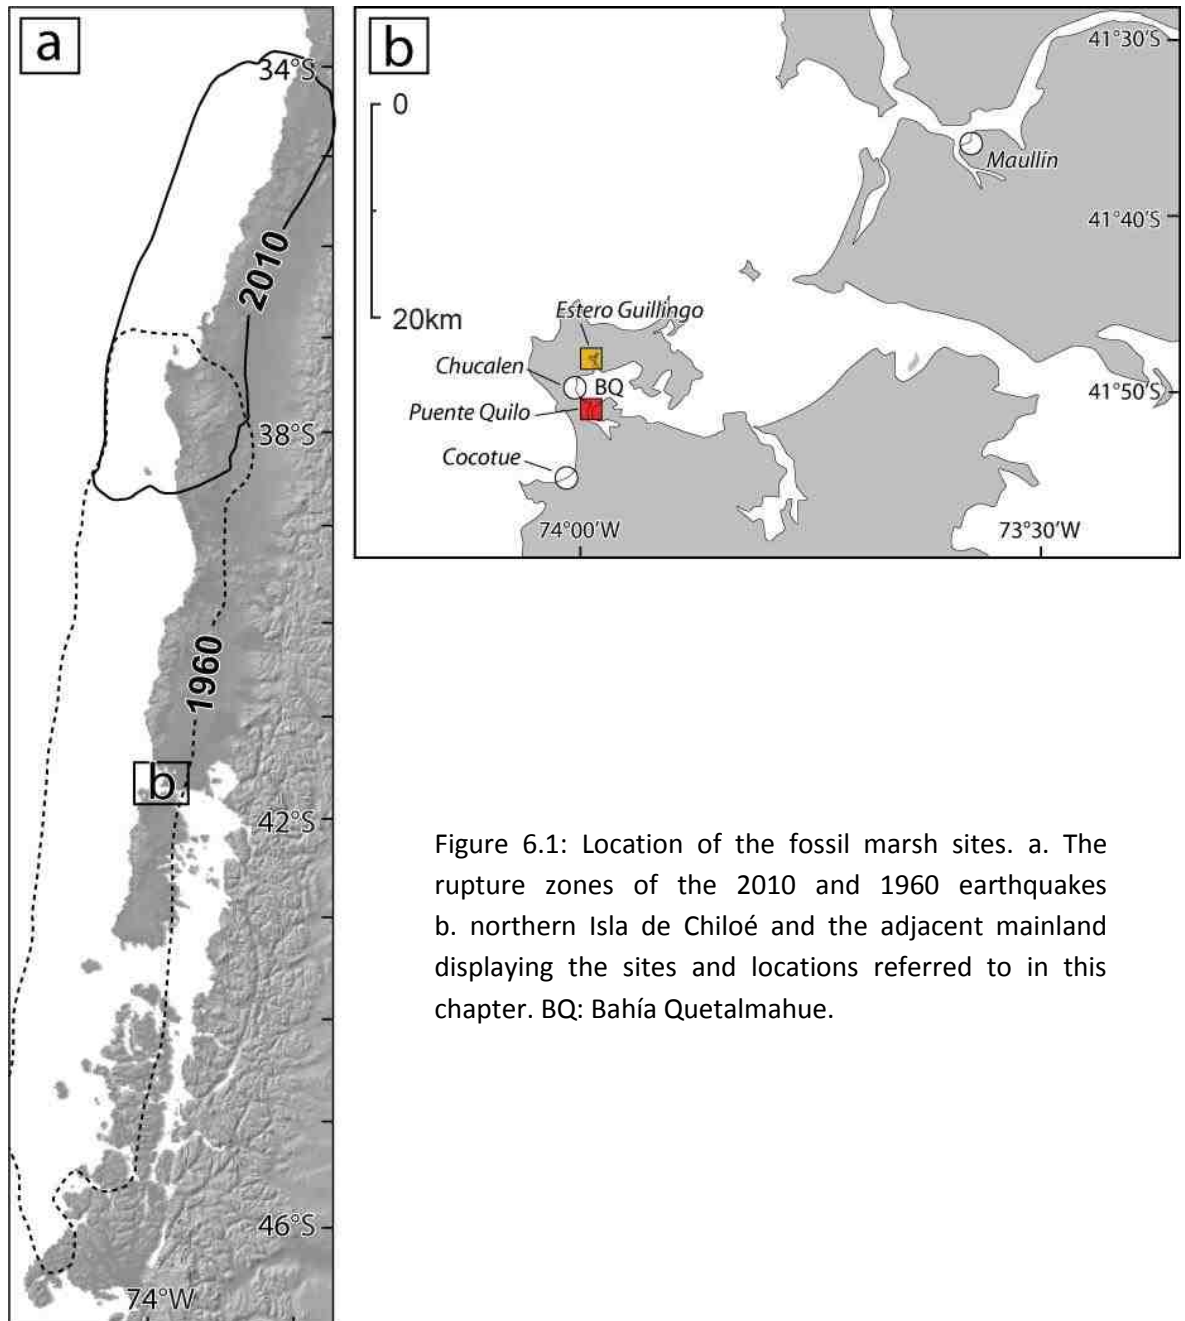 a
34°S
2010
38°S
1960
b
42°S
46°S
74°W
b
0
20km
41°30'S
Maullín
41°40'S
Estero Guillingo
Chucalen
BQ
Puente Quilo
41°50'S
Cocotue
74°00'W
73°30'W
Figure 6.1: Location of the fossil marsh sites. a. The
rupture zones of the 2010 and 1960 earthquakes
b. northern Isla de Chiloé and the adjacent mainland
displaying the sites and locations referred to in this
chapter. BQ: Bahía Quetalmahue.